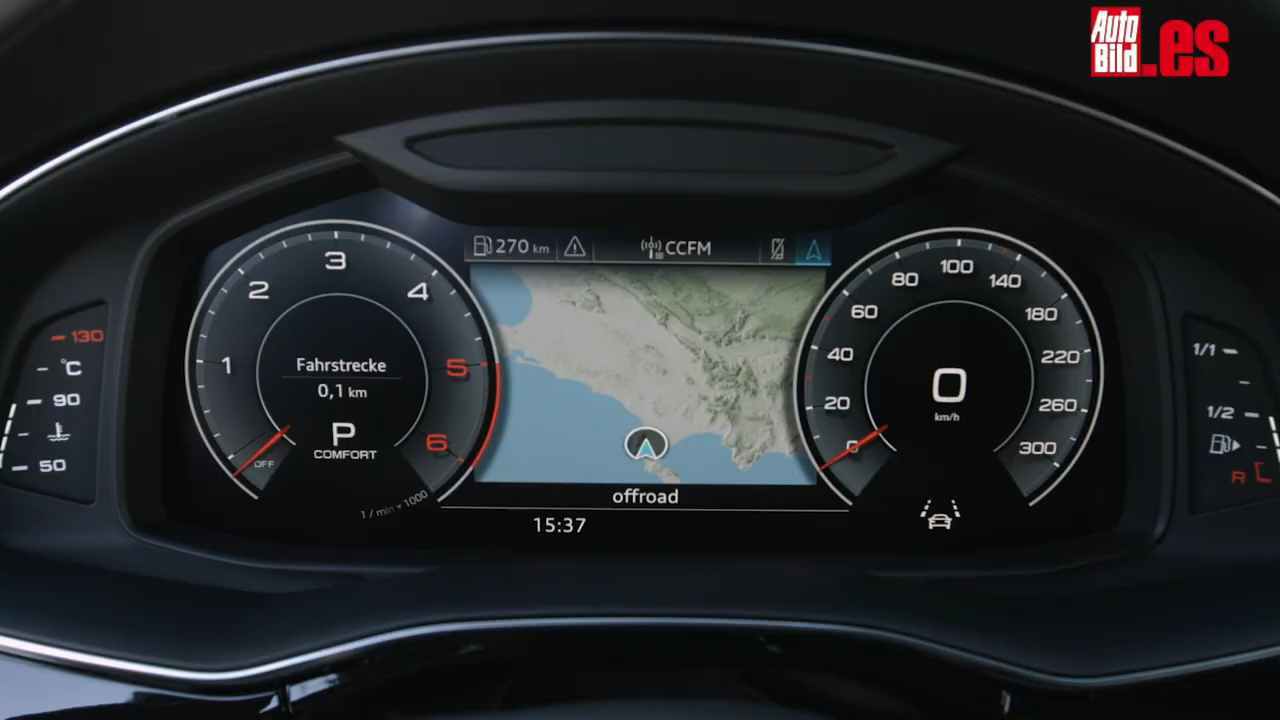 Auto
Bild.es
270 km
CCFM
1
2
3
4
5
6
OFF
Fahrstrecke
0,1 km
P
COMFORT
1 / min x 1000
offroad
15:37
0
20
40
60
80
100
140
180
220
260
300
0
km/h
130
°C
90
50
1/1
1/2
R